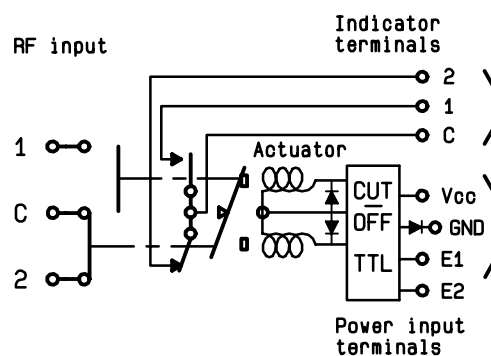 Indicator
terminals
RF input
2
1
C
Actuator
1
C
2
CUT
OFF
TTL
Vcc
GND
E1
E2
Power input
terminals